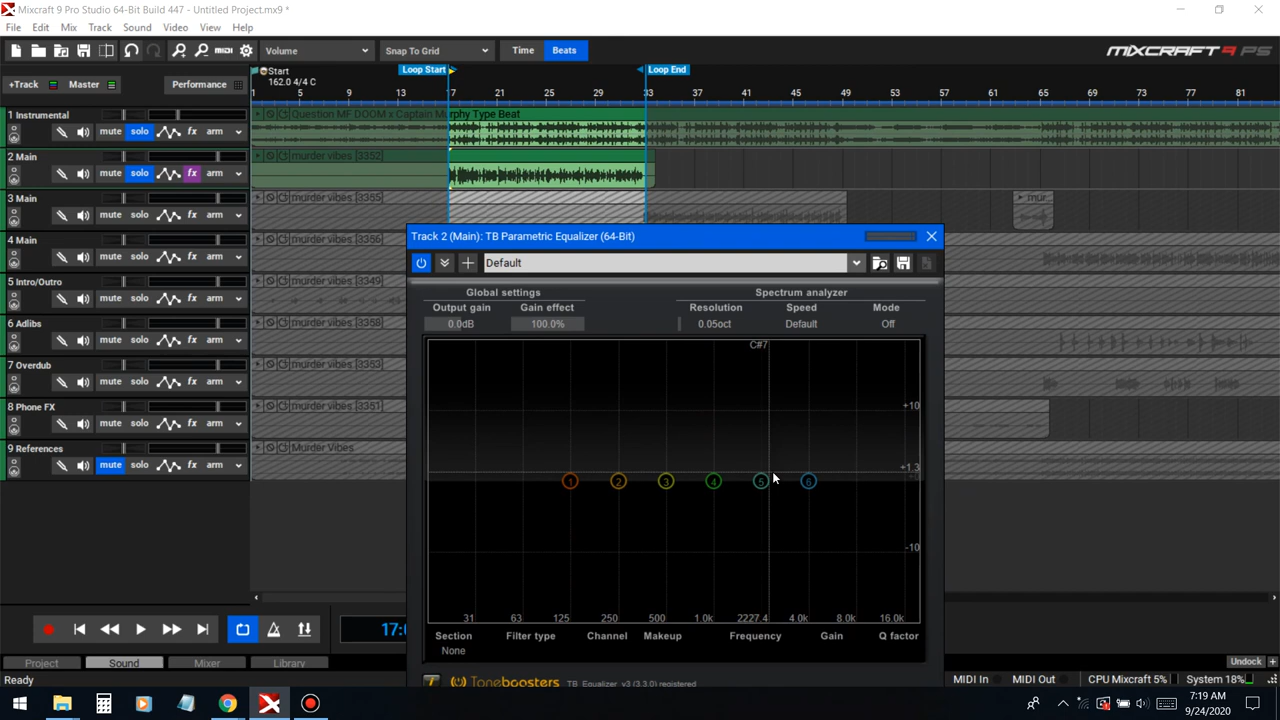 Mixcraft 9 Pro Studio 64-Bit Build 447 - Untitled Project.mx9 *
File Edit Mix Track Sound Video View Help
MIDI Volume Snap To Grid Time Beats MIXCRAFT 9 PS
+Track Master Performance
Start Loop Start Loop End
162.0 4/4 C
1 5 9 13 17 21 25 29 33 37 41 45 49 53 57 61 65 69 73 77 81
1 Instrumental Question MF DOOM x Captain Murphy Type Beat
mute solo fx arm
2 Main murder vibes [3352]
mute solo fx arm
3 Main murder vibes [3355] mur
mute solo fx arm
4 Main murder vibes [3356]
mute solo fx arm
5 Intro/Outro murder vibes [3349]
mute solo fx arm
6 Adlibs murder vibes [3358]
mute solo fx arm
7 Overdub murder vibes [3353]
mute solo fx arm
8 Phone FX murder vibes [3351]
mute solo fx arm
9 References Murder Vibes
mute solo fx arm
Track 2 (Main): TB Parametric Equalizer (64-Bit)
Default
Global settings Spectrum analyzer
Output gain Gain effect Resolution Speed Mode
0.0dB 100.0% 0.05oct Default Off
C#7
+10
+1.3
1 2 3 4 5 6
-10
31 63 125 250 500 1.0k 2227.4 4.0k 8.0k 16.0k
Section Filter type Channel Makeup Frequency Gain Q factor
None
Toneboosters TB Equalizer v3 (3.3.0) registered
17:0
Project Sound Mixer Library Undock
Ready MIDI In MIDI Out CPU Mixcraft 5% System 18%
7:19 AM
9/24/2020